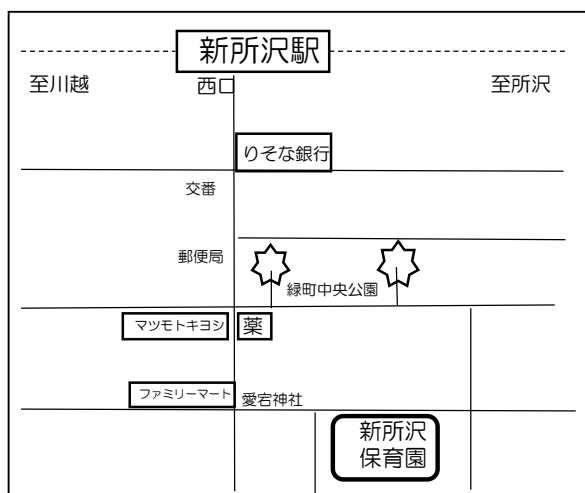 新所沢駅
至川越
西口
至所沢
りそな銀行
交番
郵便局
緑町中央公園
マツモトキヨシ
薬
ファミリーマート
愛宕神社
新所沢
保育園